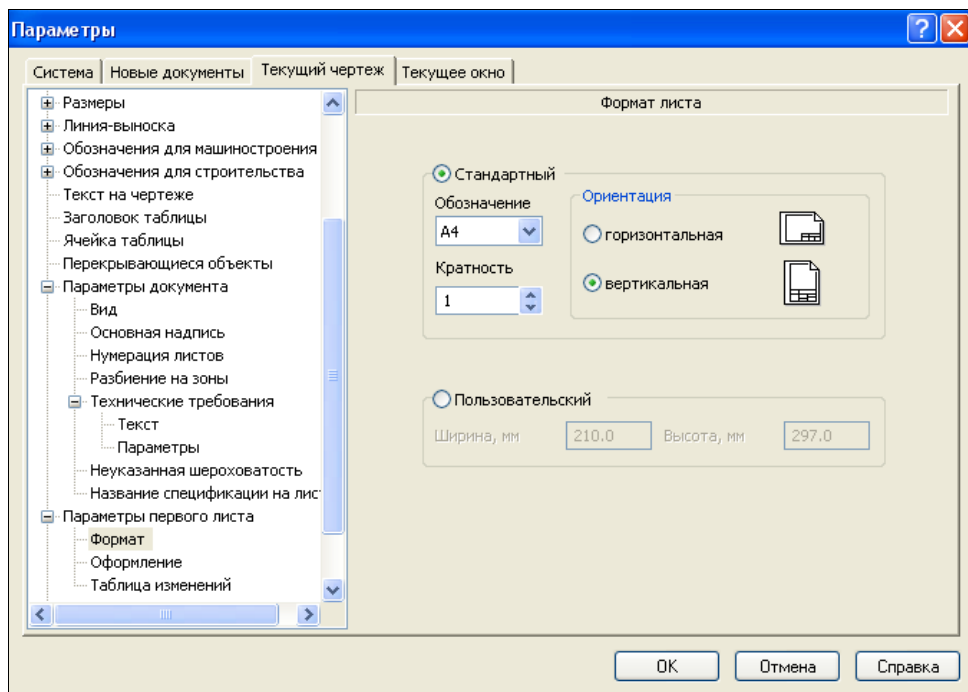 Параметры
Система
Новые документы
Текущий чертеж
Текущее окно
Размеры
Линия-выноска
Обозначения для машиностроения
Обозначения для строительства
Текст на чертеже
Заголовок таблицы
Ячейка таблицы
Перекрывающиеся объекты
Параметры документа
Вид
Основная надпись
Нумерация листов
Разбиение на зоны
Технические требования
Текст
Параметры
Неуказанная шероховатость
Название спецификации на лис
Параметры первого листа
Формат
Оформление
Таблица изменений
Формат листа
Стандартный
Обозначение
A4
Кратность
1
Ориентация
горизонтальная
вертикальная
Пользовательский
Ширина, мм 210.0 Высота, мм 297.0
OK
Отмена
Справка